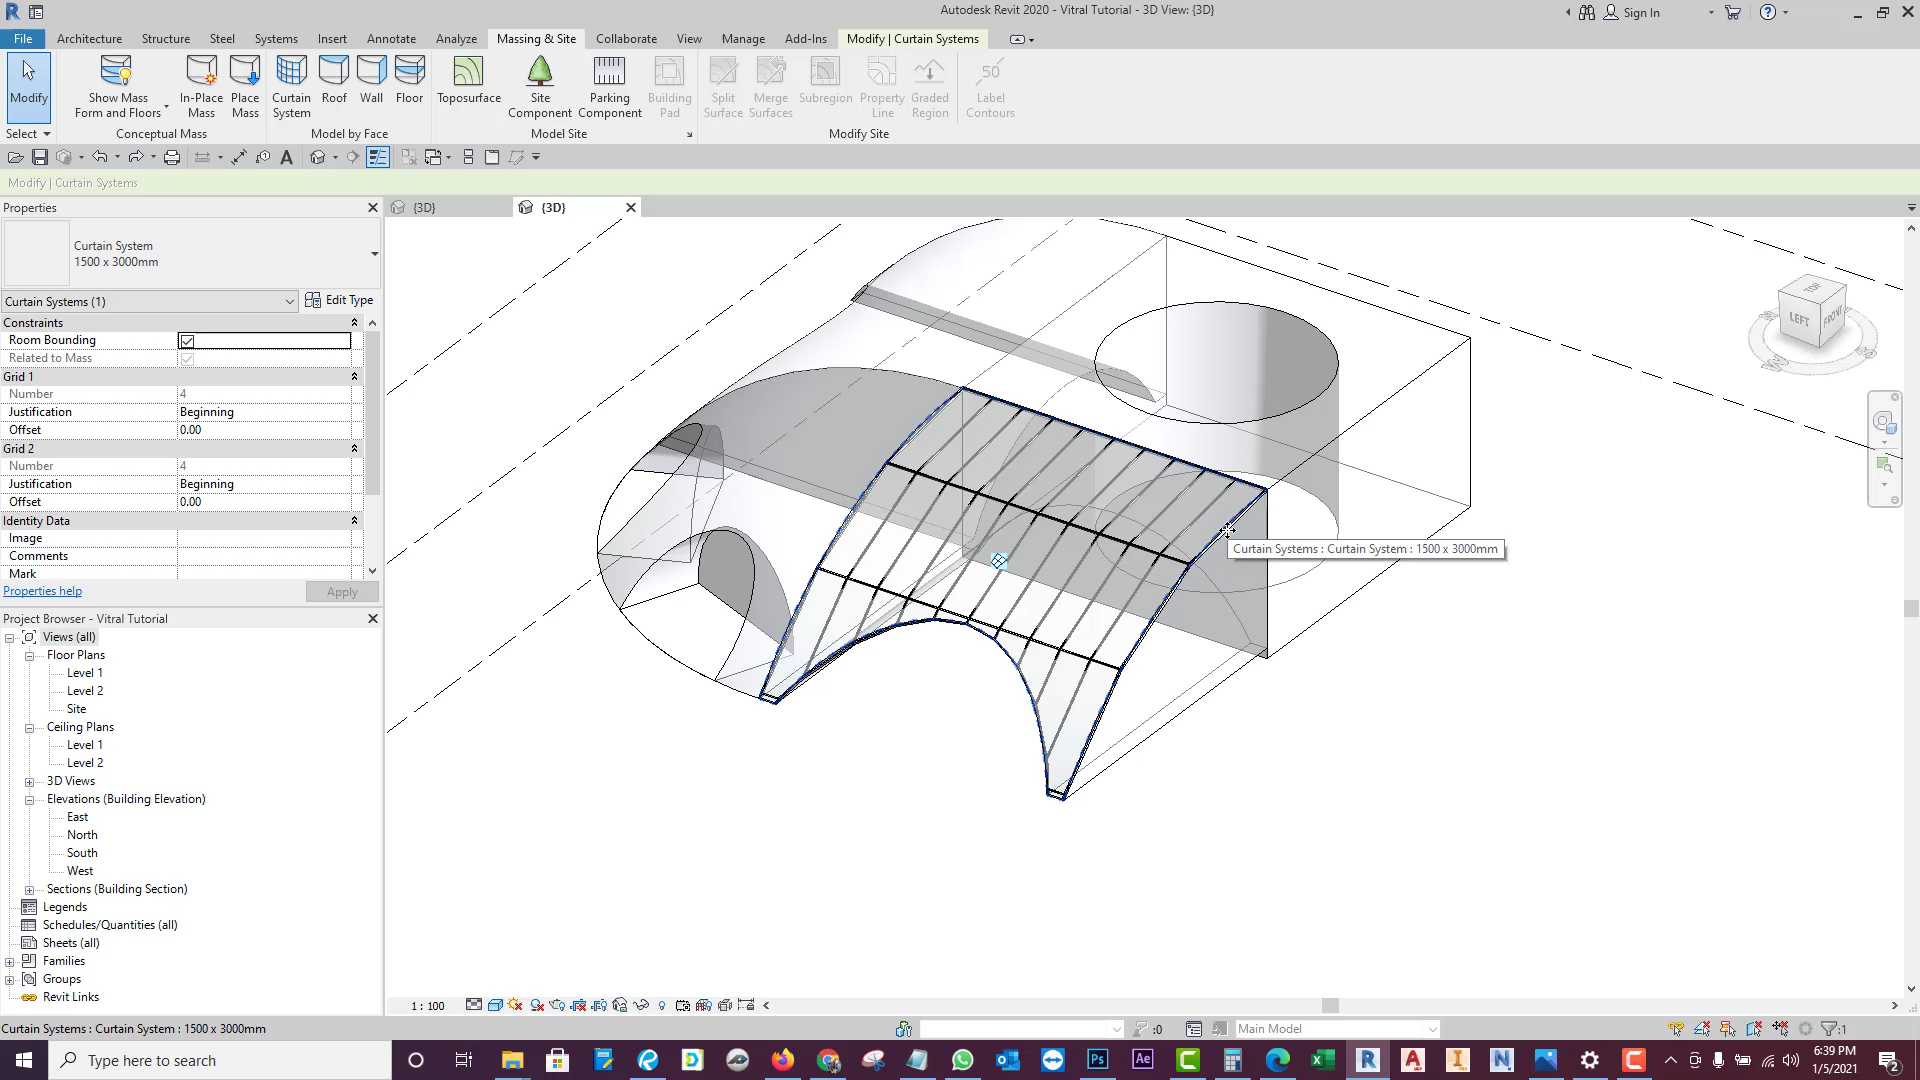 Autodesk Revit 2020 - Vitral Tutorial - 3D View: {3D}
Sign In
File
Architecture
Structure
Steel
Systems
Insert
Annotate
Analyze
Massing & Site
Collaborate
View
Manage
Add-Ins
Modify | Curtain Systems
Modify
Show Mass
Form and Floors
In-Place
Mass
Place
Mass
Curtain
System
Roof
Wall
Floor
Toposurface
Site
Component
Parking
Component
Building
Pad
Split
Surface
Merge
Surfaces
Subregion
Property
Line
Graded
Region
50
Label
Contours
Select
Conceptual Mass
Model by Face
Model Site
Modify Site
Modify | Curtain Systems
Properties
{3D}
{3D}
Curtain System
1500 x 3000mm
Curtain Systems (1)
Edit Type
Constraints
Room Bounding
Related to Mass
Grid 1
Number 4
Justification Beginning
Offset 0.00
Grid 2
Number 4
Justification Beginning
Offset 0.00
Identity Data
Image
Comments
Mark
Properties help
Apply
Project Browser - Vitral Tutorial
Views (all)
Floor Plans
Level 1
Level 2
Site
Ceiling Plans
Level 1
Level 2
3D Views
Elevations (Building Elevation)
East
North
South
West
Sections (Building Section)
Legends
Schedules/Quantities (all)
Sheets (all)
Families
Groups
Revit Links
TOP
LEFT
FRONT
Curtain Systems : Curtain System : 1500 x 3000mm
1 : 100
Curtain Systems : Curtain System : 1500 x 3000mm
:0
Main Model
:1
Type here to search
6:39 PM
1/5/2021
2